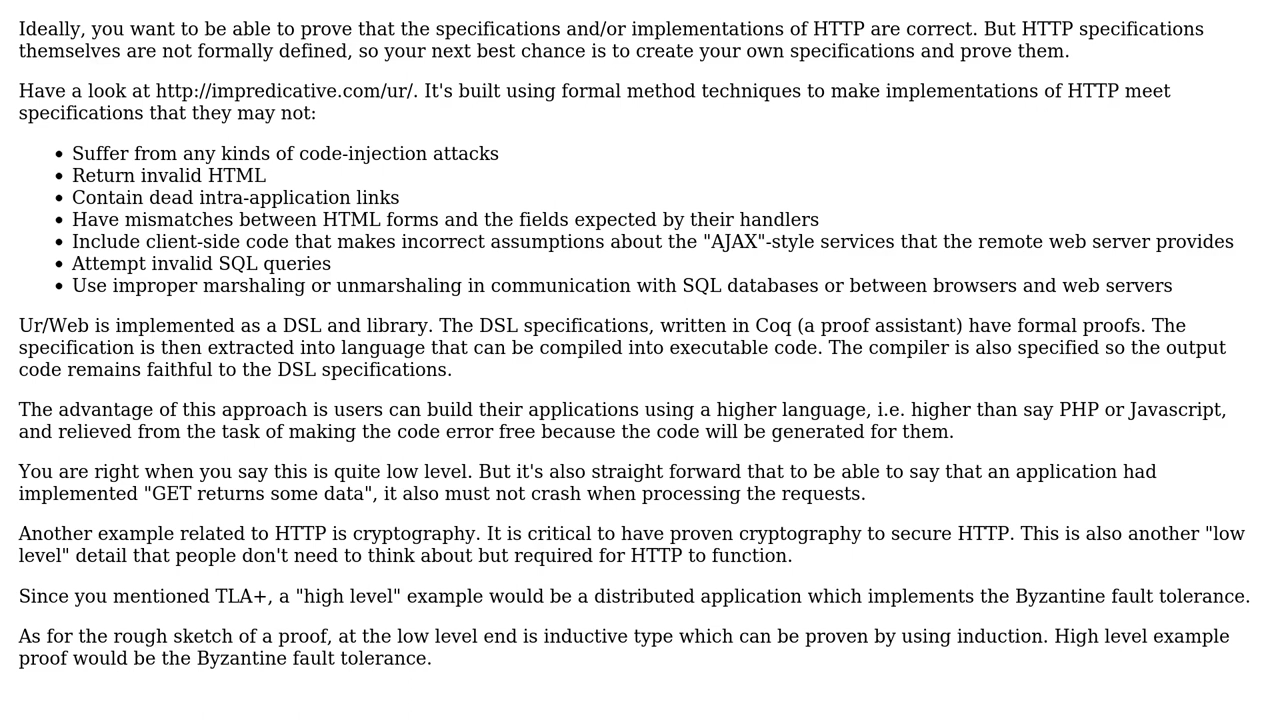 Ideally, you want to be able to prove that the specifications and/or implementations of HTTP are correct. But HTTP specifications
themselves are not formally defined, so your next best chance is to create your own specifications and prove them.
Have a look at http://impredicative.com/ur/. It's built using formal method techniques to make implementations of HTTP meet
specifications that they may not:
• Suffer from any kinds of code-injection attacks
• Return invalid HTML
• Contain dead intra-application links
• Have mismatches between HTML forms and the fields expected by their handlers
• Include client-side code that makes incorrect assumptions about the "AJAX"-style services that the remote web server provides
• Attempt invalid SQL queries
• Use improper marshaling or unmarshaling in communication with SQL databases or between browsers and web servers
Ur/Web is implemented as a DSL and library. The DSL specifications, written in Coq (a proof assistant) have formal proofs. The
specification is then extracted into language that can be compiled into executable code. The compiler is also specified so the output
code remains faithful to the DSL specifications.
The advantage of this approach is users can build their applications using a higher language, i.e. higher than say PHP or Javascript,
and relieved from the task of making the code error free because the code will be generated for them.
You are right when you say this is quite low level. But it's also straight forward that to be able to say that an application had
implemented "GET returns some data", it also must not crash when processing the requests.
Another example related to HTTP is cryptography. It is critical to have proven cryptography to secure HTTP. This is also another "low
level" detail that people don't need to think about but required for HTTP to function.
Since you mentioned TLA+, a "high level" example would be a distributed application which implements the Byzantine fault tolerance.
As for the rough sketch of a proof, at the low level end is inductive type which can be proven by using induction. High level example
proof would be the Byzantine fault tolerance.